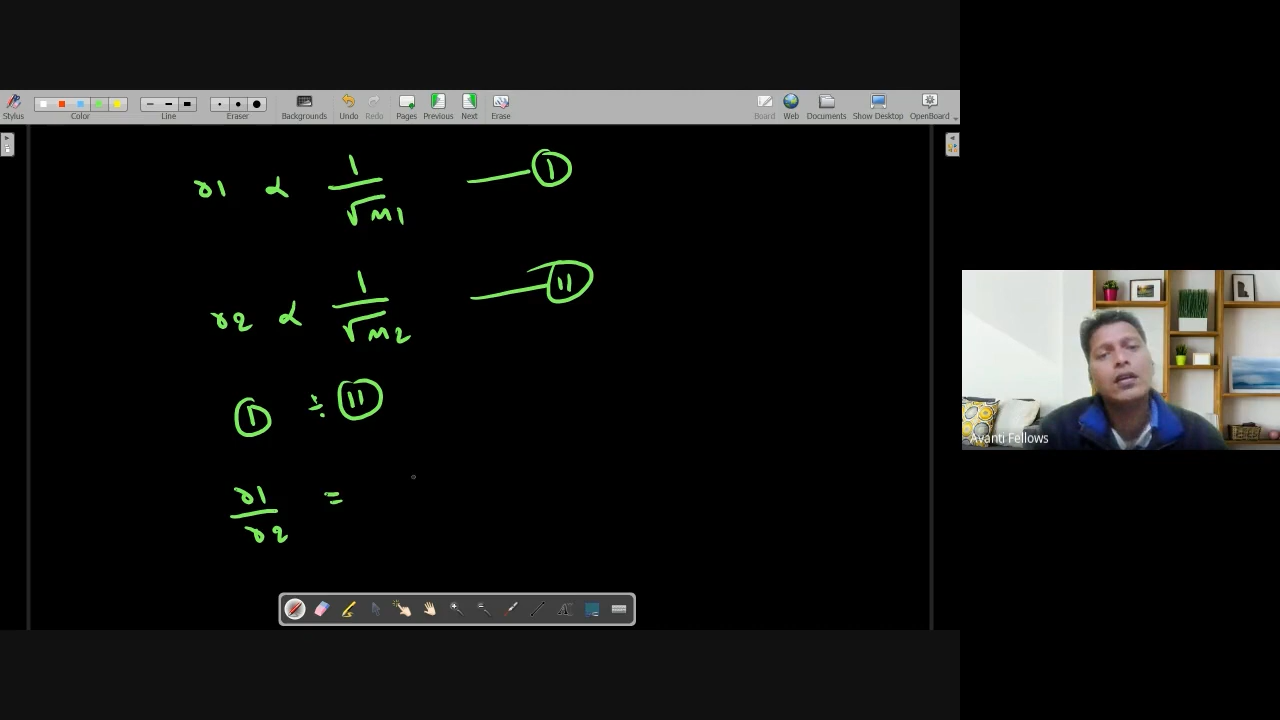 Stylus Color Line Eraser Backgrounds Undo Redo Pages Previous Next Erase Board Web Documents Show Desktop OpenBoard
r1 ∝ 1/√M1 — I
r2 ∝ 1/√M2 — II
I ÷ II
r1/r2 =
Avanti Fellows